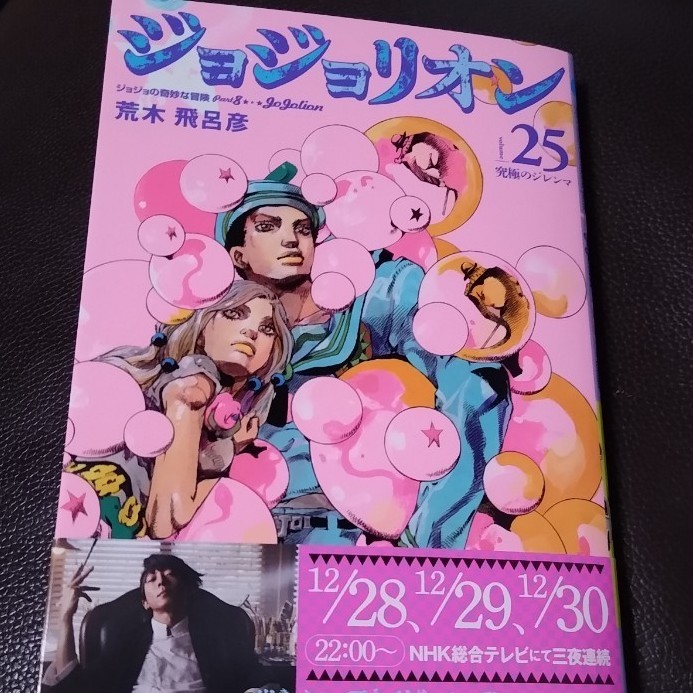 ジョジョリオン
ジョジョの奇妙な冒険 Part8 JoJolion
荒木 飛呂彦
volume 25
究極のジレンマ
12/28、12/29、12/30
22:00〜 NHK総合テレビにて三夜連続